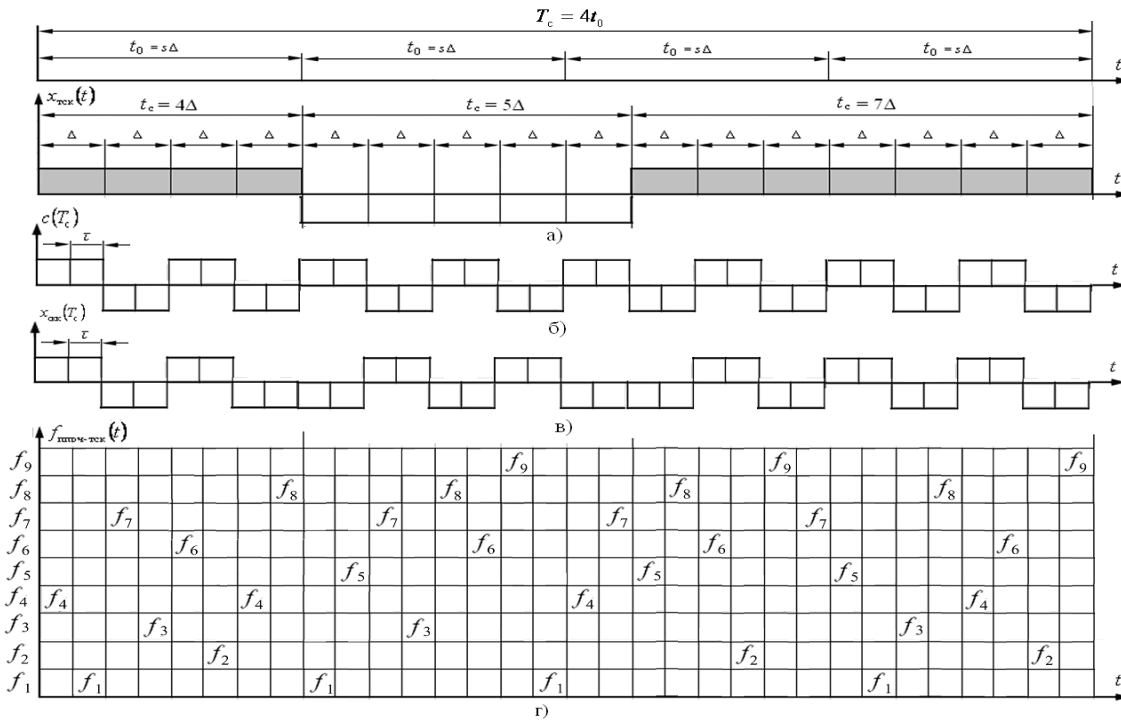 T_c = 4t_0
t_0 = sΔ t_0 = sΔ t_0 = sΔ t_0 = sΔ
t
x_тск(t)
t_c = 4Δ t_c = 5Δ t_c = 7Δ
Δ Δ Δ Δ Δ Δ Δ Δ Δ Δ Δ Δ Δ Δ Δ Δ
t
а)
c(T_c)
τ
t
б)
x_сшк(T_c)
τ
t
в)
f_ппрч-тск(t)
f_9 f_9 f_9 f_9
f_8 f_8 f_8 f_8 f_8
f_7 f_7 f_7 f_7 f_7
f_6 f_6 f_6 f_6 f_6
f_5 f_5 f_5 f_5
f_4 f_4 f_4 f_4 f_4
f_3 f_3 f_3 f_3
f_2 f_2 f_2 f_2
f_1 f_1 f_1 f_1 f_1
t
г)